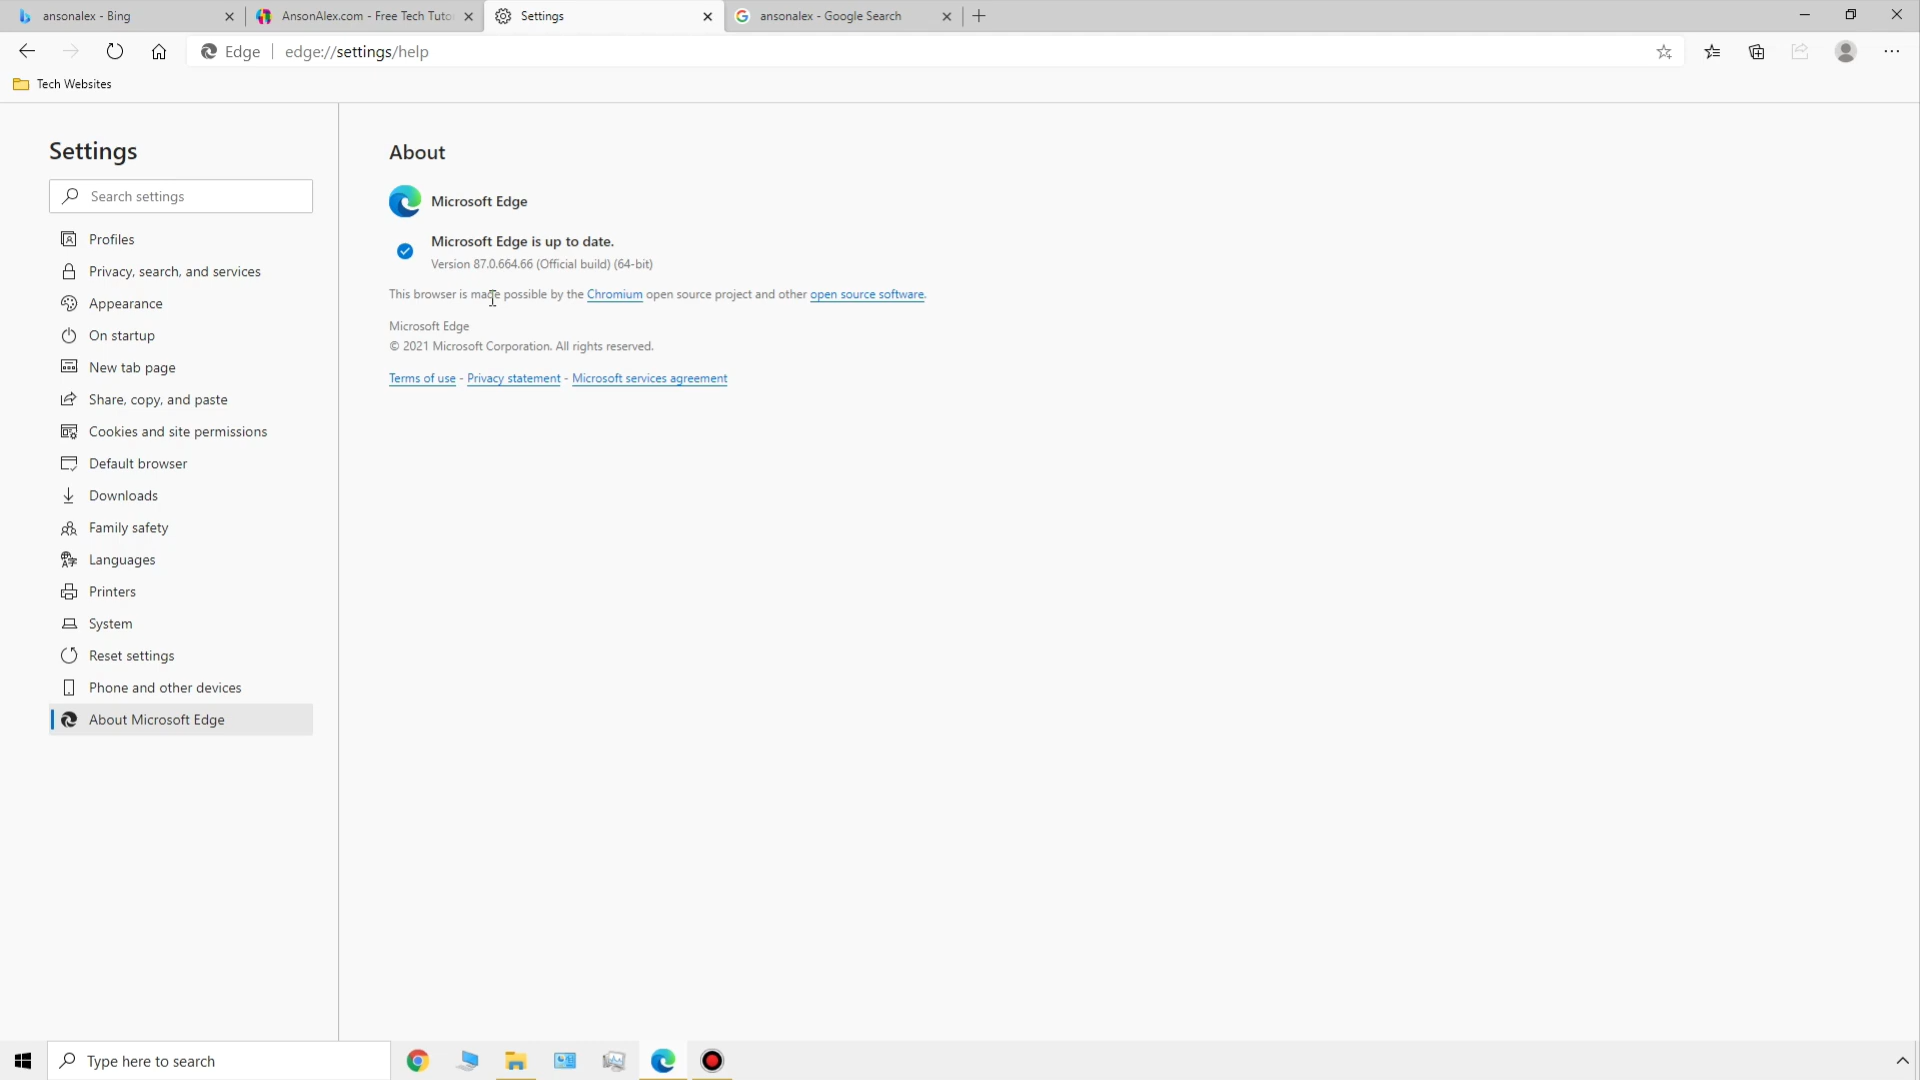 ansonalex - Bing
AnsonAlex.com - Free Tech Tuto
Settings
ansonalex - Google Search
Edge
edge://settings/help
Tech Websites
Settings
Search settings
Profiles
Privacy, search, and services
Appearance
On startup
New tab page
Share, copy, and paste
Cookies and site permissions
Default browser
Downloads
Family safety
Languages
Printers
System
Reset settings
Phone and other devices
About Microsoft Edge
About
Microsoft Edge
Microsoft Edge is up to date.
Version 87.0.664.66 (Official build) (64-bit)
This browser is made possible by the Chromium open source project and other open source software.
Microsoft Edge
© 2021 Microsoft Corporation. All rights reserved.
Terms of use - Privacy statement - Microsoft services agreement
Type here to search